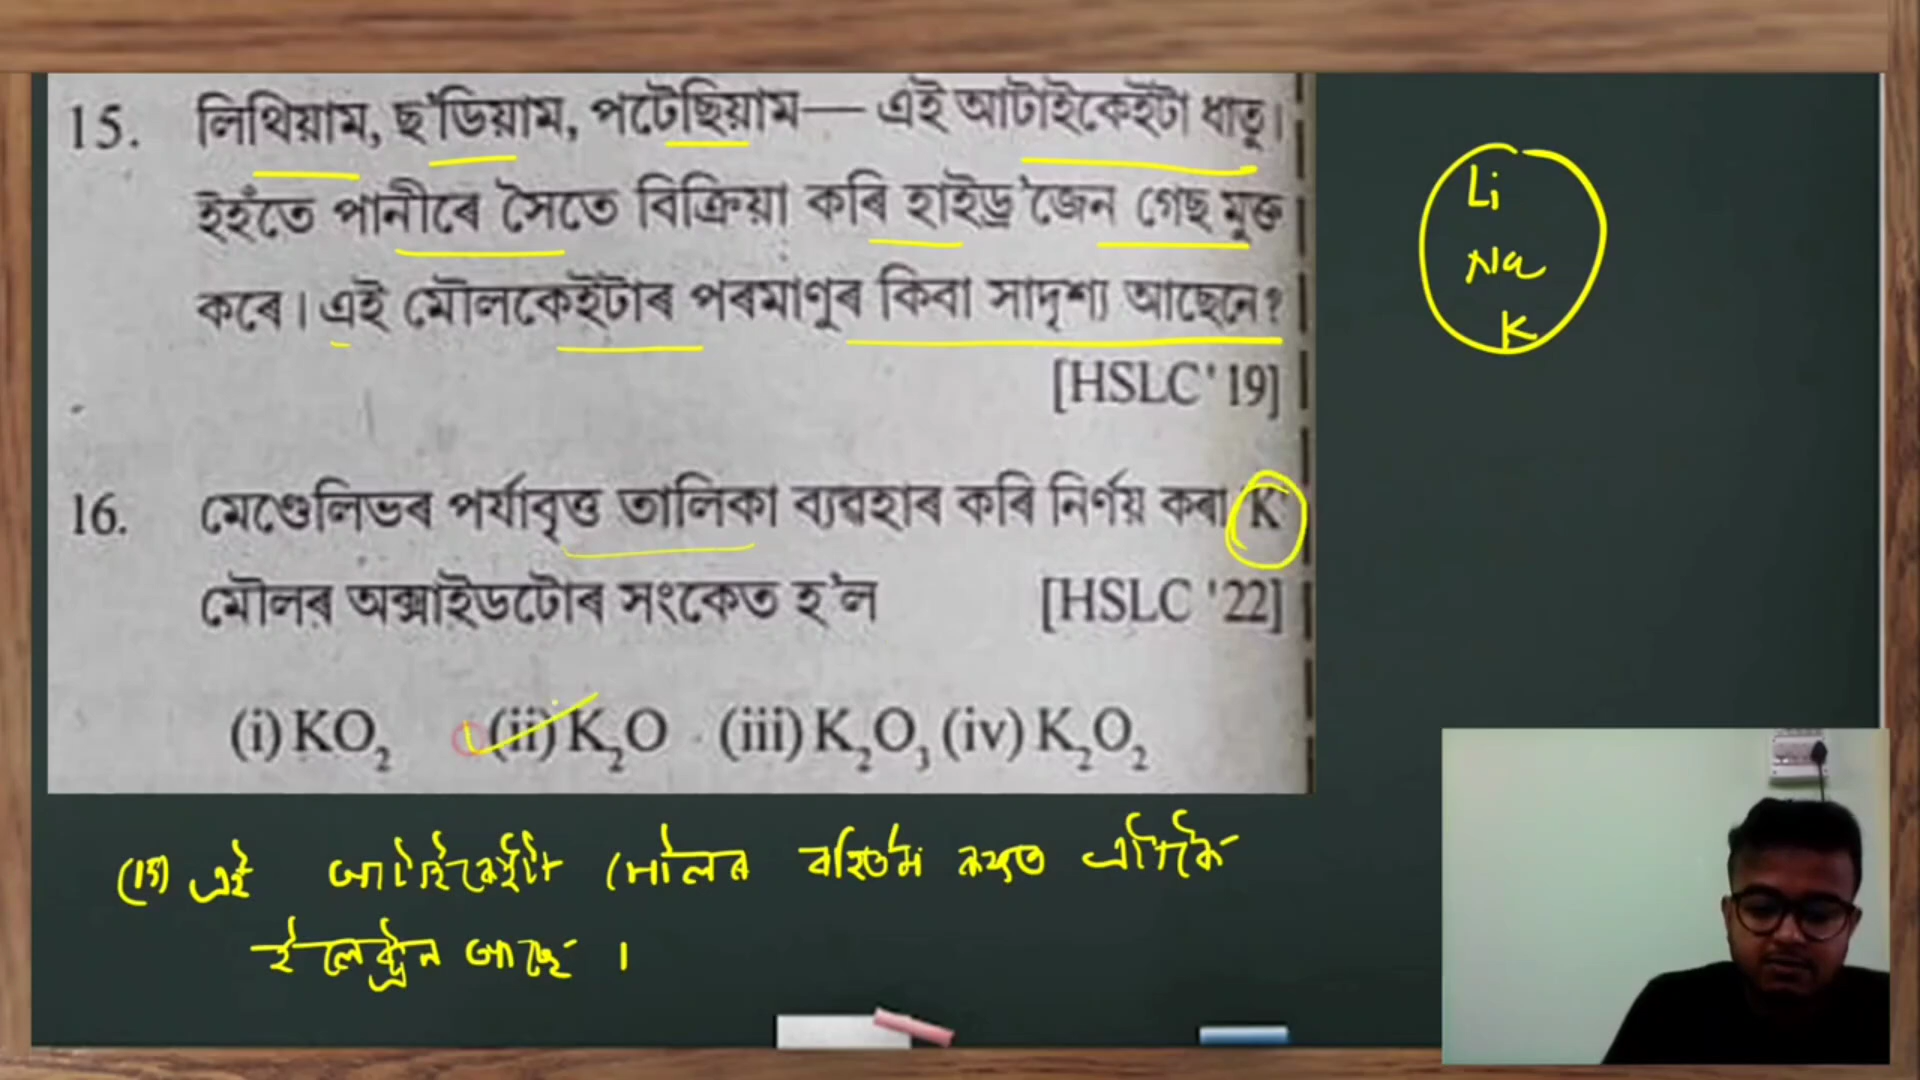 15. লিথিয়াম, ছ'ডিয়াম, পটেছিয়াম— এই আটাইকেইটা ধাতু।
ইহঁতে পানীৰে সৈতে বিক্ৰিয়া কৰি হাইড্ৰ'জেন গেছ মুক্ত
কৰে। এই মৌলকেইটাৰ পৰমাণুৰ কিবা সাদৃশ্য আছেনে?
[HSLC' 19]
16. মেণ্ডেলিভৰ পৰ্যাবৃত্ত তালিকা ব্যৱহাৰ কৰি নিৰ্ণয় কৰা 'K'
মৌলৰ অক্সাইডটোৰ সংকেত হ'ল [HSLC '22]
(i) KO₂ (ii) K₂O (iii) K₂O₃ (iv) K₂O₂
Li
Na
K
(15) এই আটাইকেইটা মৌলৰ বহিৰ্তম কক্ষত এটাকৈ
ইলেক্ট্ৰন আছে ।